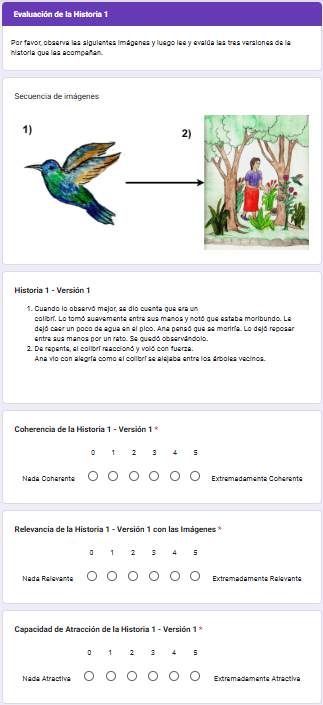 Evaluación de la Historia 1
Por favor, observe las siguientes imágenes y luego lea y evalúa las tres versiones de la
historia que las acompañan.
Secuencia de imágenes
1)
2)
Historia 1 - Versión 1
1. Cuando lo observó mejor, se dio cuenta que era un
colibrí. Lo tomó suavemente entre sus manos y notó que estaba moribundo. Le
dejó caer un poco de agua en el pico. Ana pensó que se moriría. Lo dejó reposar
entre sus manos por un rato. Se quedó observándolo.
2. De repente, el colibrí reaccionó y voló con fuerza.
Ana vio con alegría como el colibrí se alejaba entre los árboles vecinos.
Coherencia de la Historia 1 - Versión 1 *
0 1 2 3 4 5
Nada Coherente Extremadamente Coherente
Relevancia de la Historia 1 - Versión 1 con las Imágenes *
0 1 2 3 4 5
Nada Relevante Extremadamente Relevante
Capacidad de Atracción de la Historia 1 - Versión 1 *
0 1 2 3 4 5
Nada Atractiva Extremadamente Atractiva